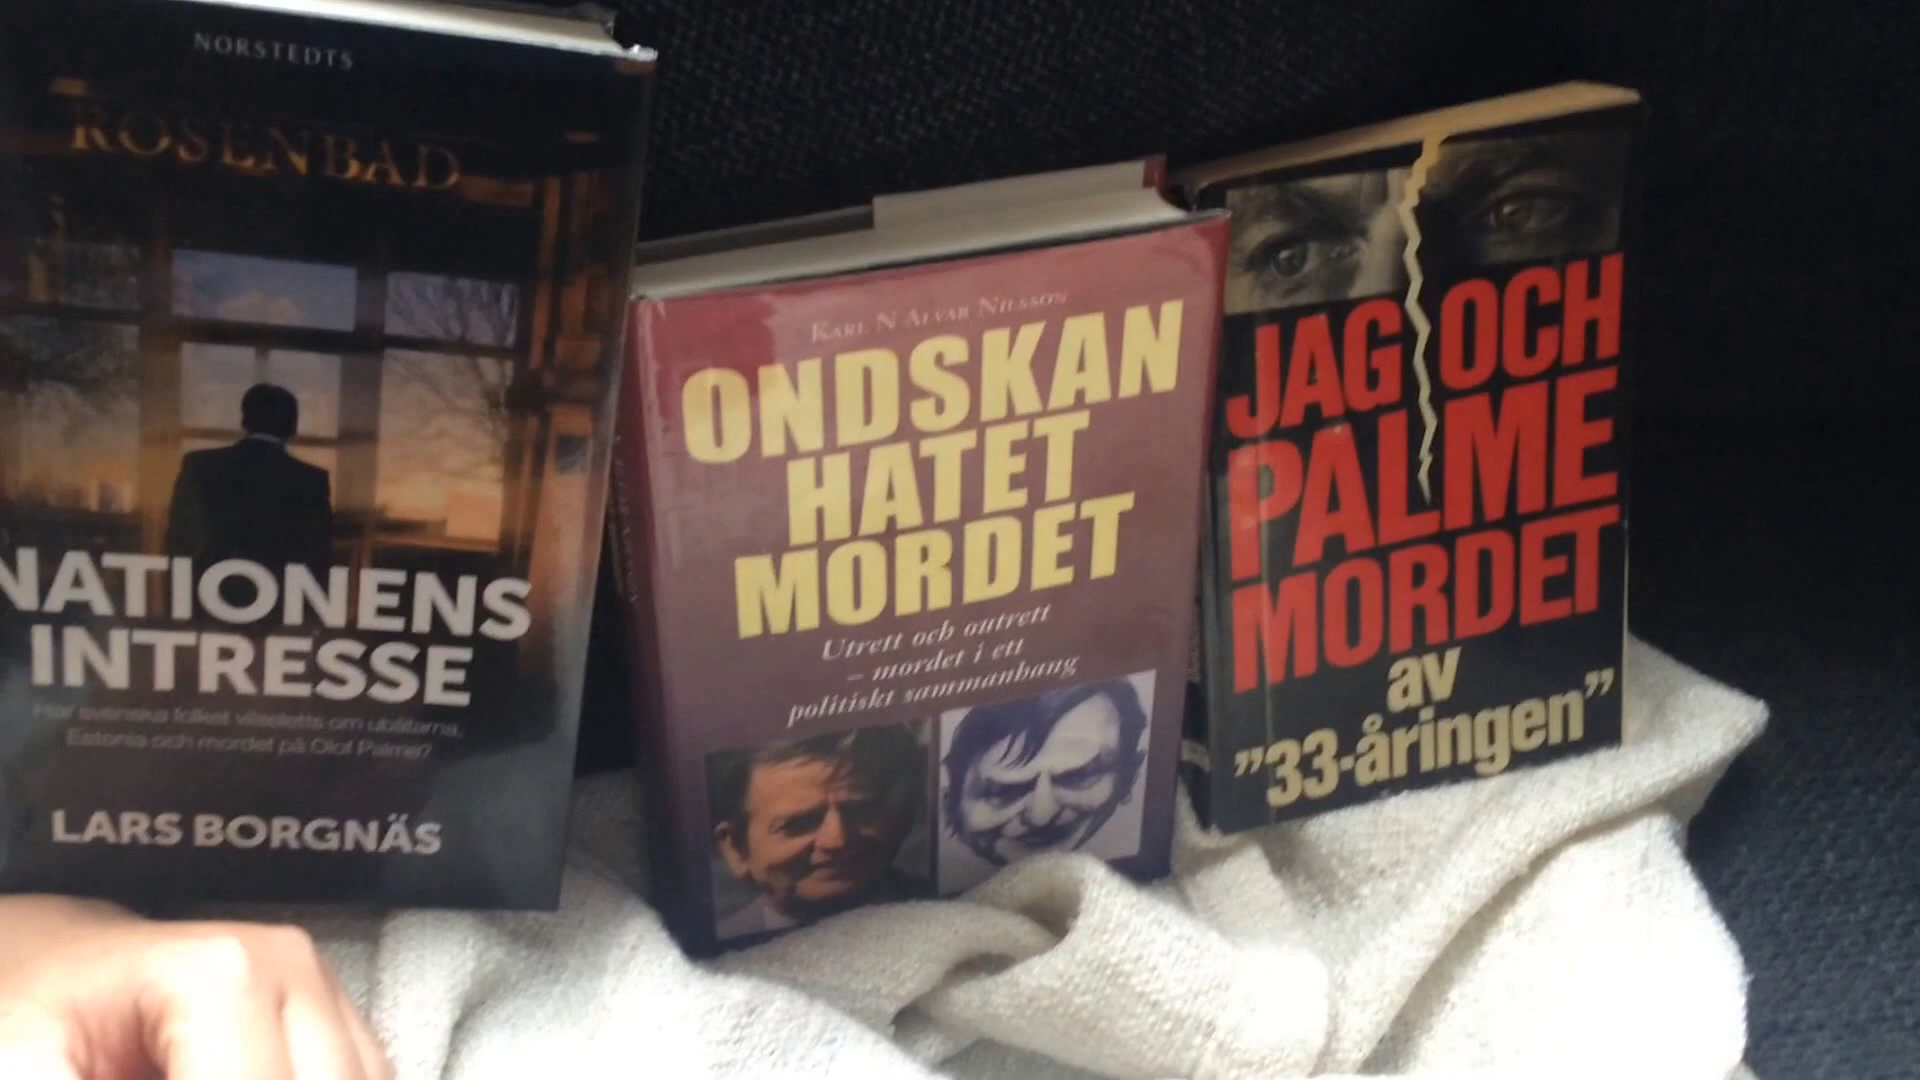 NORSTEDTS
ROSENBAD
NATIONENS
INTRESSE
Har svenska folket vilseletts om ubåtarna,
Estonia och mordet på Olof Palme?
LARS BORGNÄS
KARL N ALVAR NILSSON
ONDSKAN
HATET
MORDET
Utrett och outrett
– mordet i ett
politiskt sammanhang
JAG OCH
PALME
MORDET
av
"33-åringen"